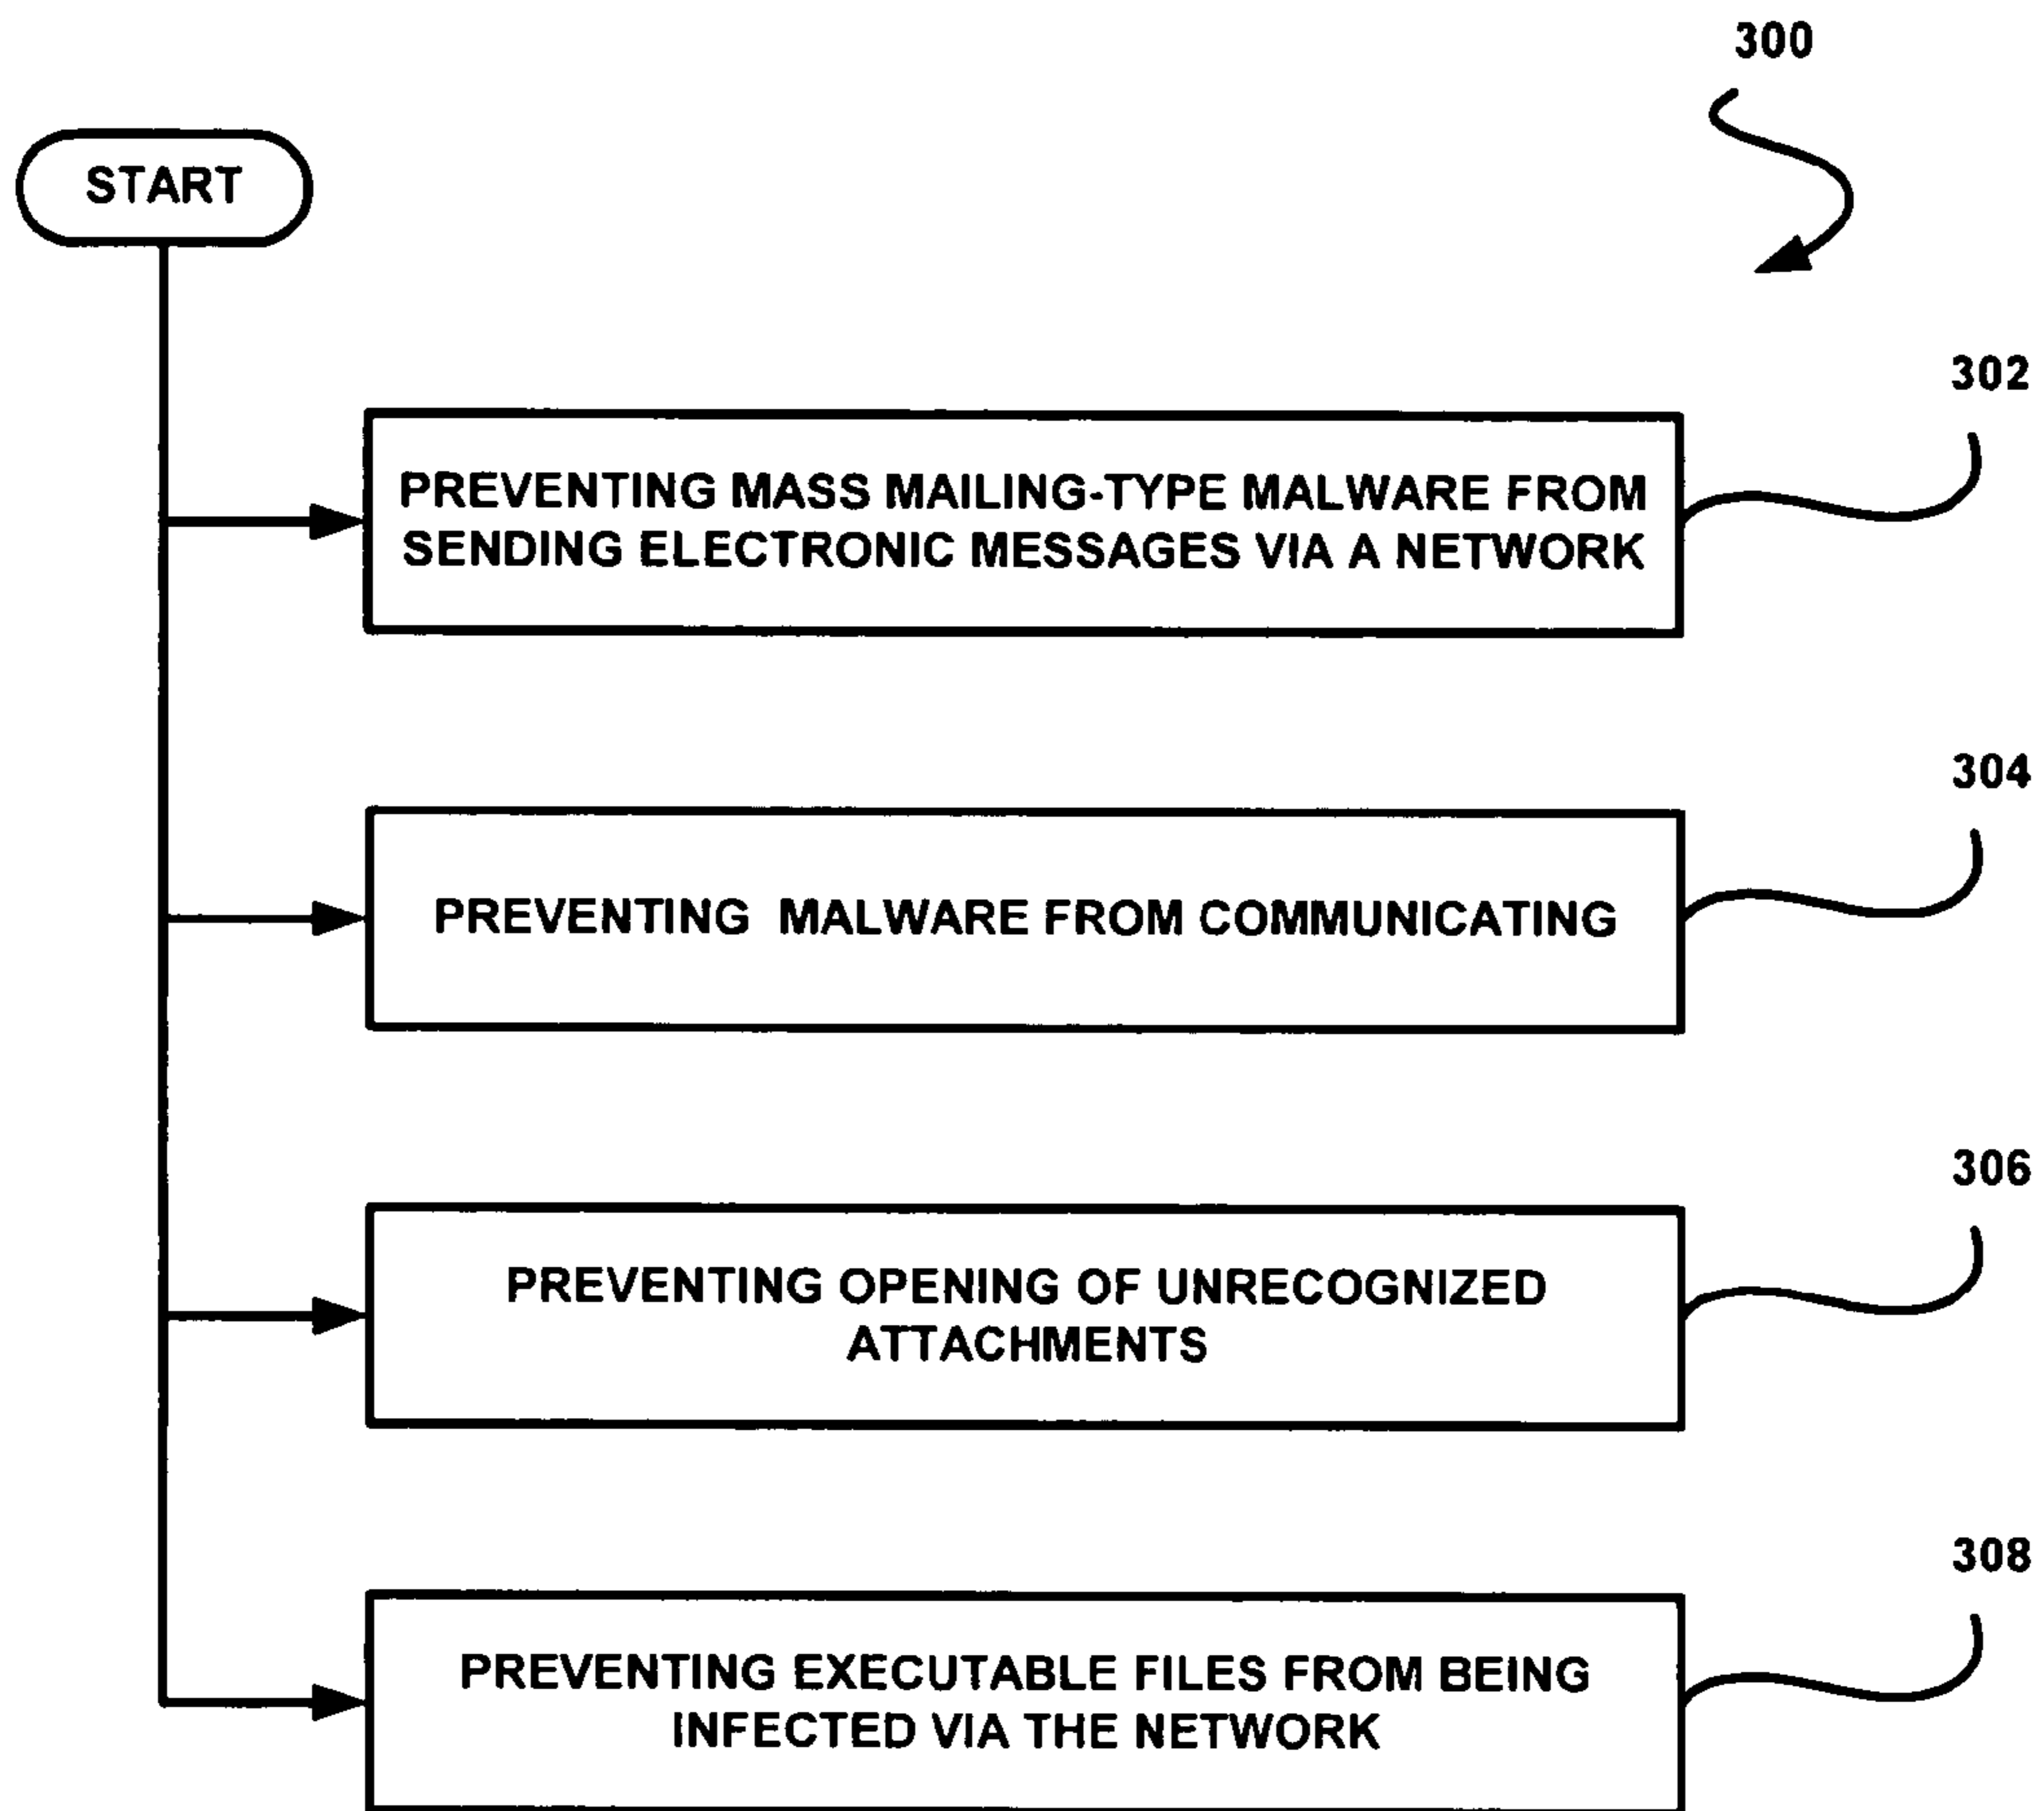 300
START
302
PREVENTING MASS MAILING-TYPE MALWARE FROM
SENDING ELECTRONIC MESSAGES VIA A NETWORK
304
PREVENTING MALWARE FROM COMMUNICATING
306
PREVENTING OPENING OF UNRECOGNIZED
ATTACHMENTS
308
PREVENTING EXECUTABLE FILES FROM BEING
INFECTED VIA THE NETWORK